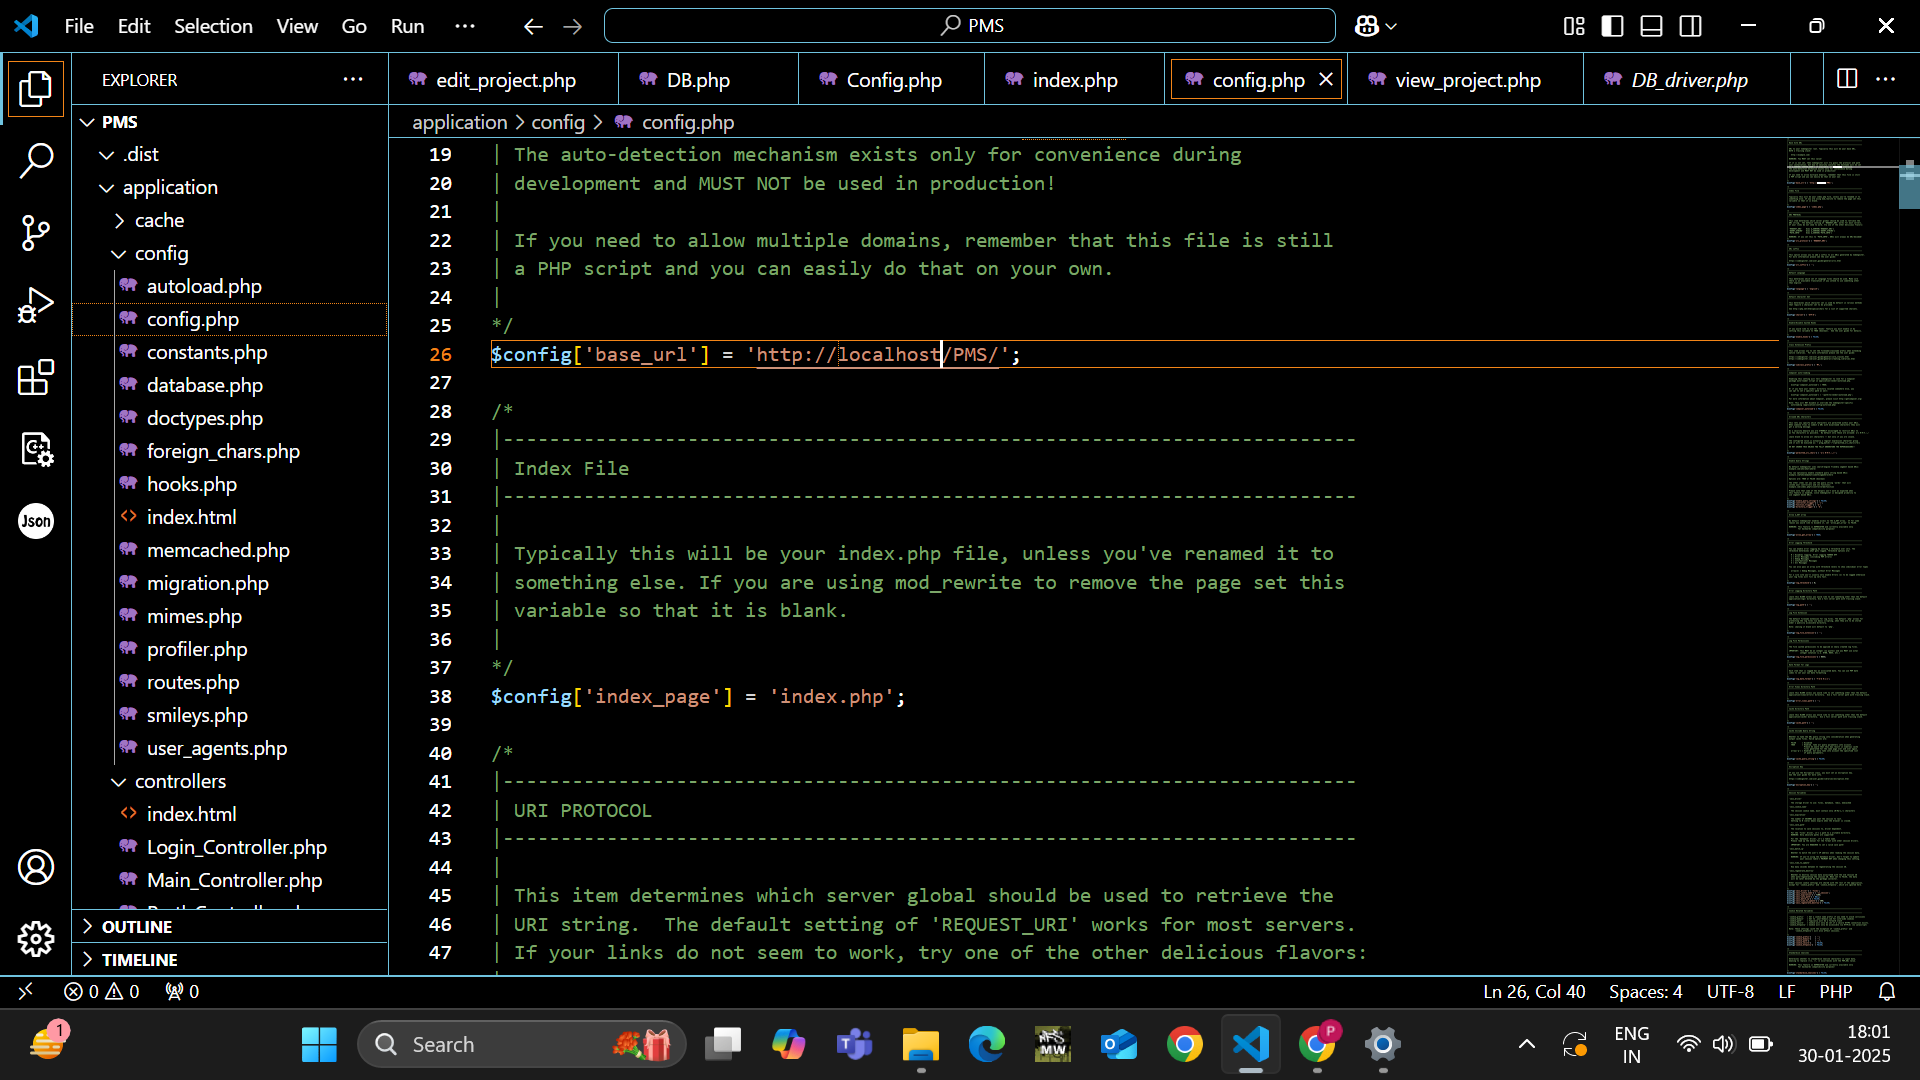 File Edit Selection View Go Run ···
PMS
EXPLORER
edit_project.php
DB.php
Config.php
index.php
config.php
view_project.php
DB_driver.php
application > config > config.php
PMS
.dist
application
cache
config
autoload.php
config.php
constants.php
database.php
doctypes.php
foreign_chars.php
hooks.php
index.html
memcached.php
migration.php
mimes.php
profiler.php
routes.php
smileys.php
user_agents.php
controllers
index.html
Login_Controller.php
Main_Controller.php
OUTLINE
TIMELINE
Json
19 | The auto-detection mechanism exists only for convenience during
20 | development and MUST NOT be used in production!
21 |
22 | If you need to allow multiple domains, remember that this file is still
23 | a PHP script and you can easily do that on your own.
24 |
25 */
26 $config['base_url'] = 'http://localhost/PMS/';
27
28 /*
29 |--------------------------------------------------------------------------
30 | Index File
31 |--------------------------------------------------------------------------
32 |
33 | Typically this will be your index.php file, unless you've renamed it to
34 | something else. If you are using mod_rewrite to remove the page set this
35 | variable so that it is blank.
36 |
37 */
38 $config['index_page'] = 'index.php';
39
40 /*
41 |--------------------------------------------------------------------------
42 | URI PROTOCOL
43 |--------------------------------------------------------------------------
44 |
45 | This item determines which server global should be used to retrieve the
46 | URI string.  The default setting of 'REQUEST_URI' works for most servers.
47 | If your links do not seem to work, try one of the other delicious flavors:
0 0 0
Ln 26, Col 40 Spaces: 4 UTF-8 LF PHP
1
Search
NFS MW
P
ENG
IN
18:01
30-01-2025